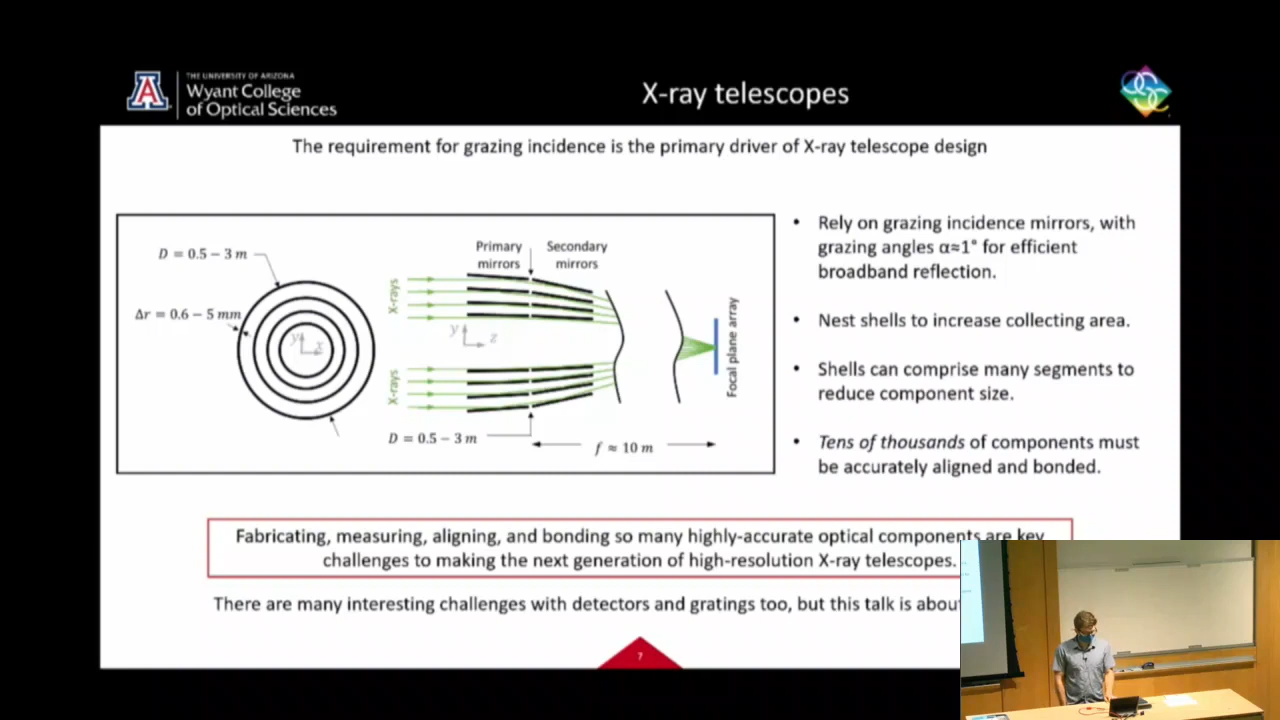 THE UNIVERSITY OF ARIZONA
Wyant College
of Optical Sciences
X-ray telescopes
The requirement for grazing incidence is the primary driver of X-ray telescope design
D = 0.5 – 3 m
Δr = 0.6 – 5 mm
y
x
Primary
mirrors
Secondary
mirrors
X-rays
y
z
X-rays
D = 0.5 – 3 m
f ≈ 10 m
Focal plane array
• Rely on grazing incidence mirrors, with
grazing angles α≈1° for efficient
broadband reflection.
• Nest shells to increase collecting area.
• Shells can comprise many segments to
reduce component size.
• Tens of thousands of components must
be accurately aligned and bonded.
Fabricating, measuring, aligning, and bonding so many highly-accurate optical components are key
challenges to making the next generation of high-resolution X-ray telescopes.
There are many interesting challenges with detectors and gratings too, but this talk is about
7